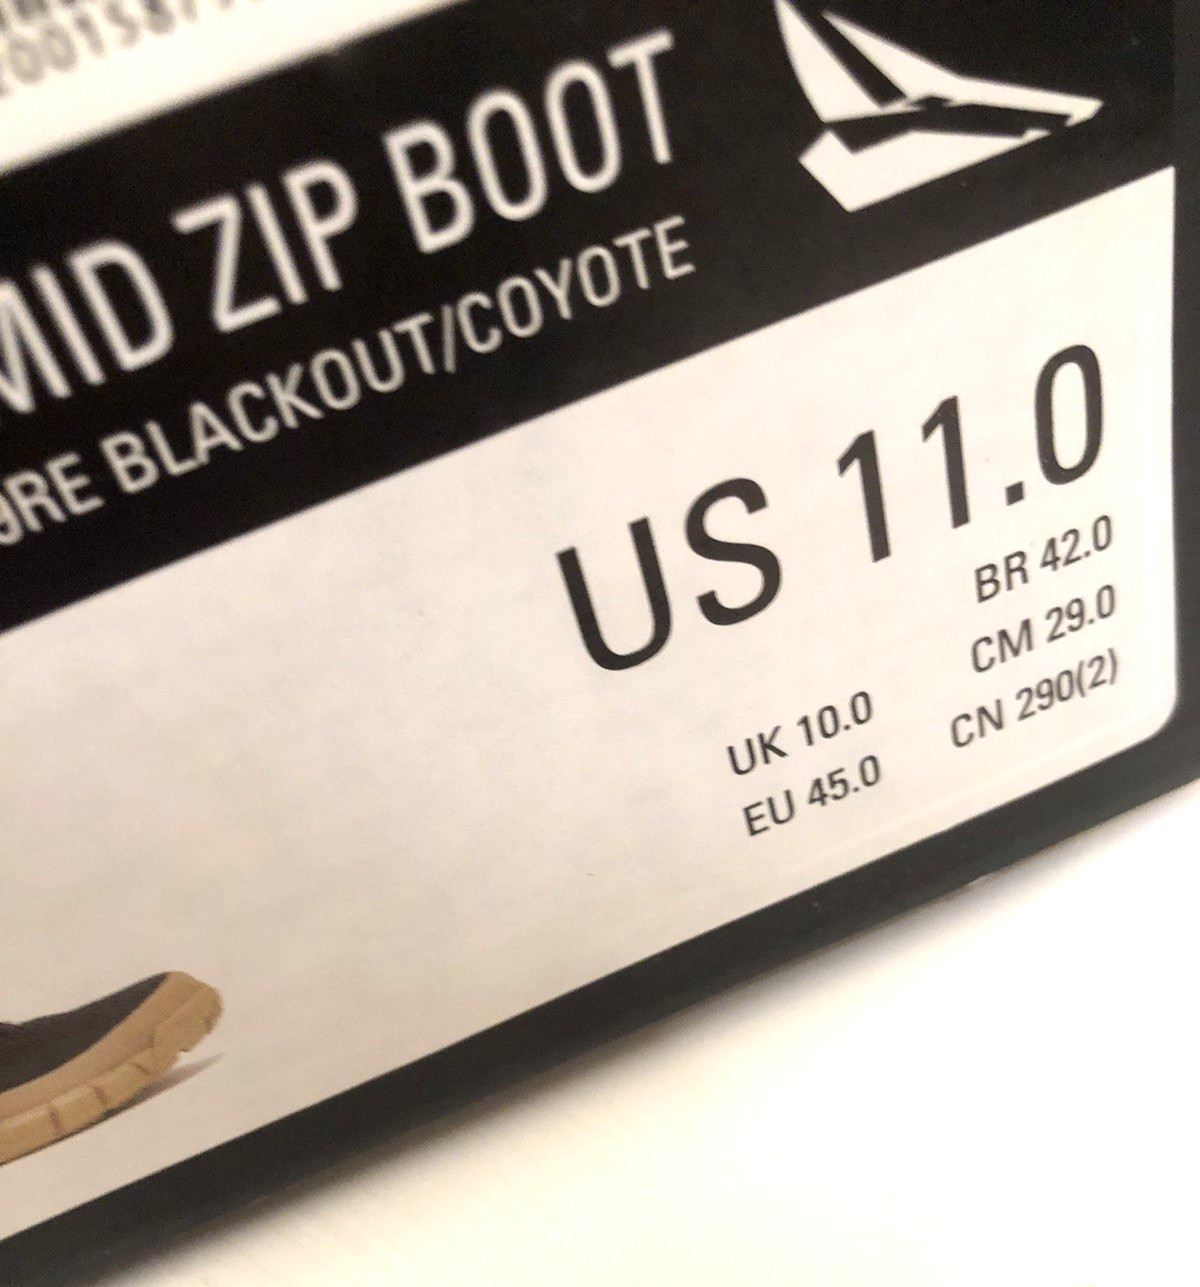 MID ZIP BOOT
BLACKOUT/COYOTE
US 11.0
BR 42.0
UK 10.0 CM 29.0
EU 45.0 CN 290(2)